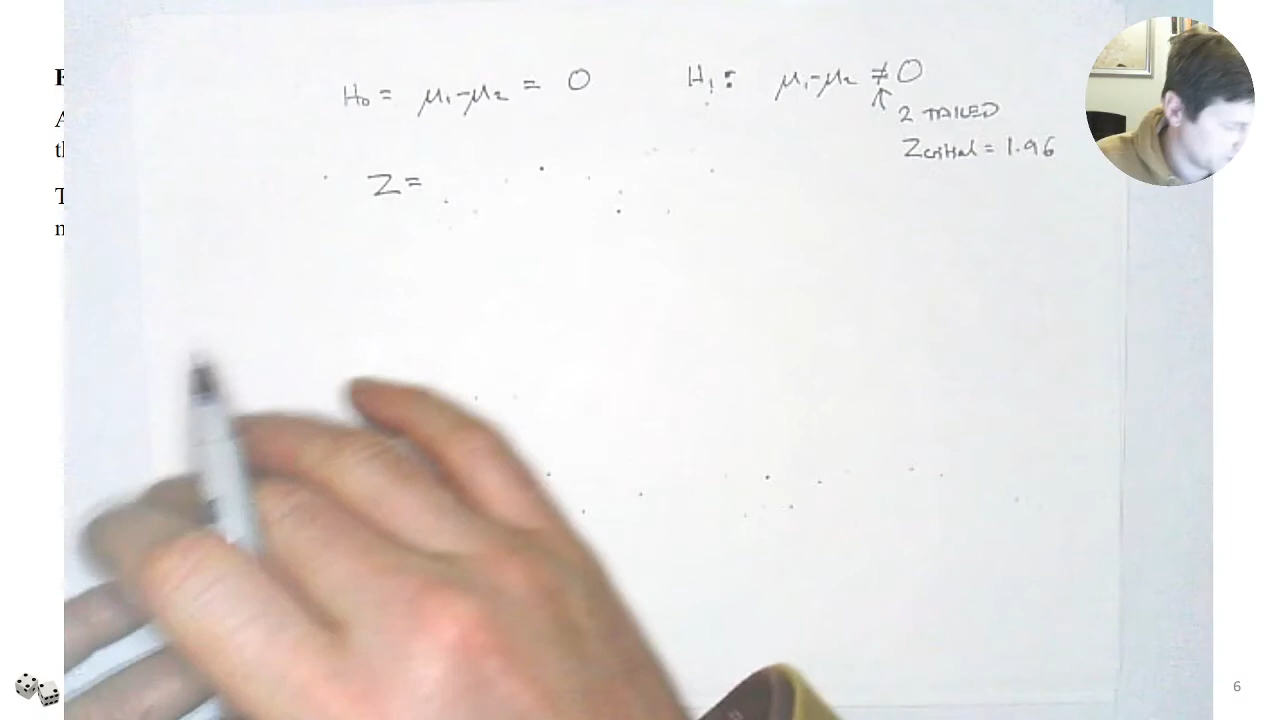 H₀ = μ₁-μ₂ = 0
H₁: μ₁-μ₂ ≠ 0
↑
2 TAILED
Zcritical = 1.96
Z=
6